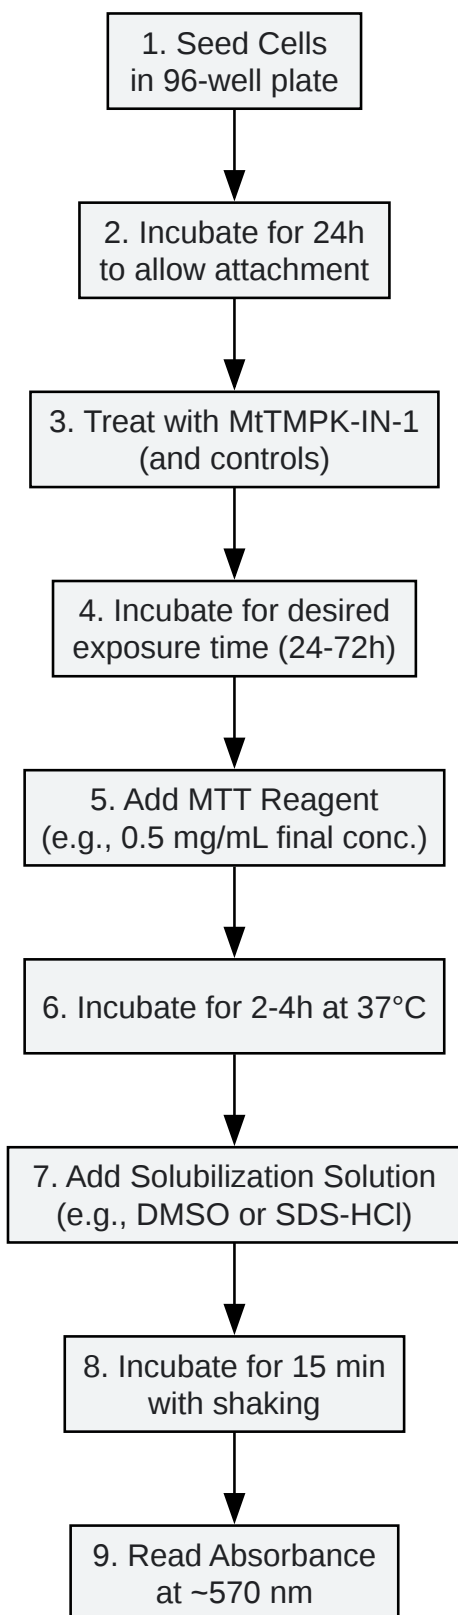 1. Seed Cells
in 96-well plate
2. Incubate for 24h
to allow attachment
3. Treat with MtTMPK-IN-1
(and controls)
4. Incubate for desired
exposure time (24-72h)
5. Add MTT Reagent
(e.g., 0.5 mg/mL final conc.)
6. Incubate for 2-4h at 37°C
7. Add Solubilization Solution
(e.g., DMSO or SDS-HCl)
8. Incubate for 15 min
with shaking
9. Read Absorbance
at ~570 nm